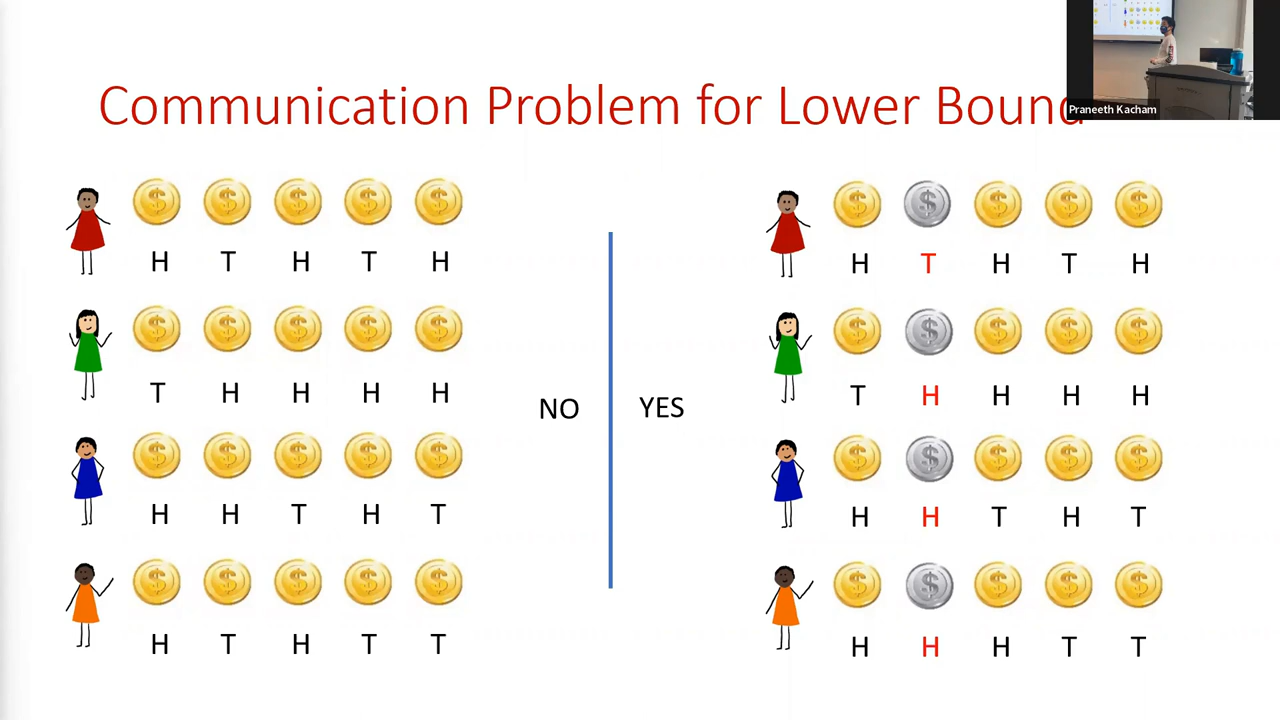 Communication Problem for Lower Bound
Praneeth Kacham
H T H T H
T H H H H
H H T H T
H T H T T
NO
YES
H T H T H
T H H H H
H H T H T
H H H T T